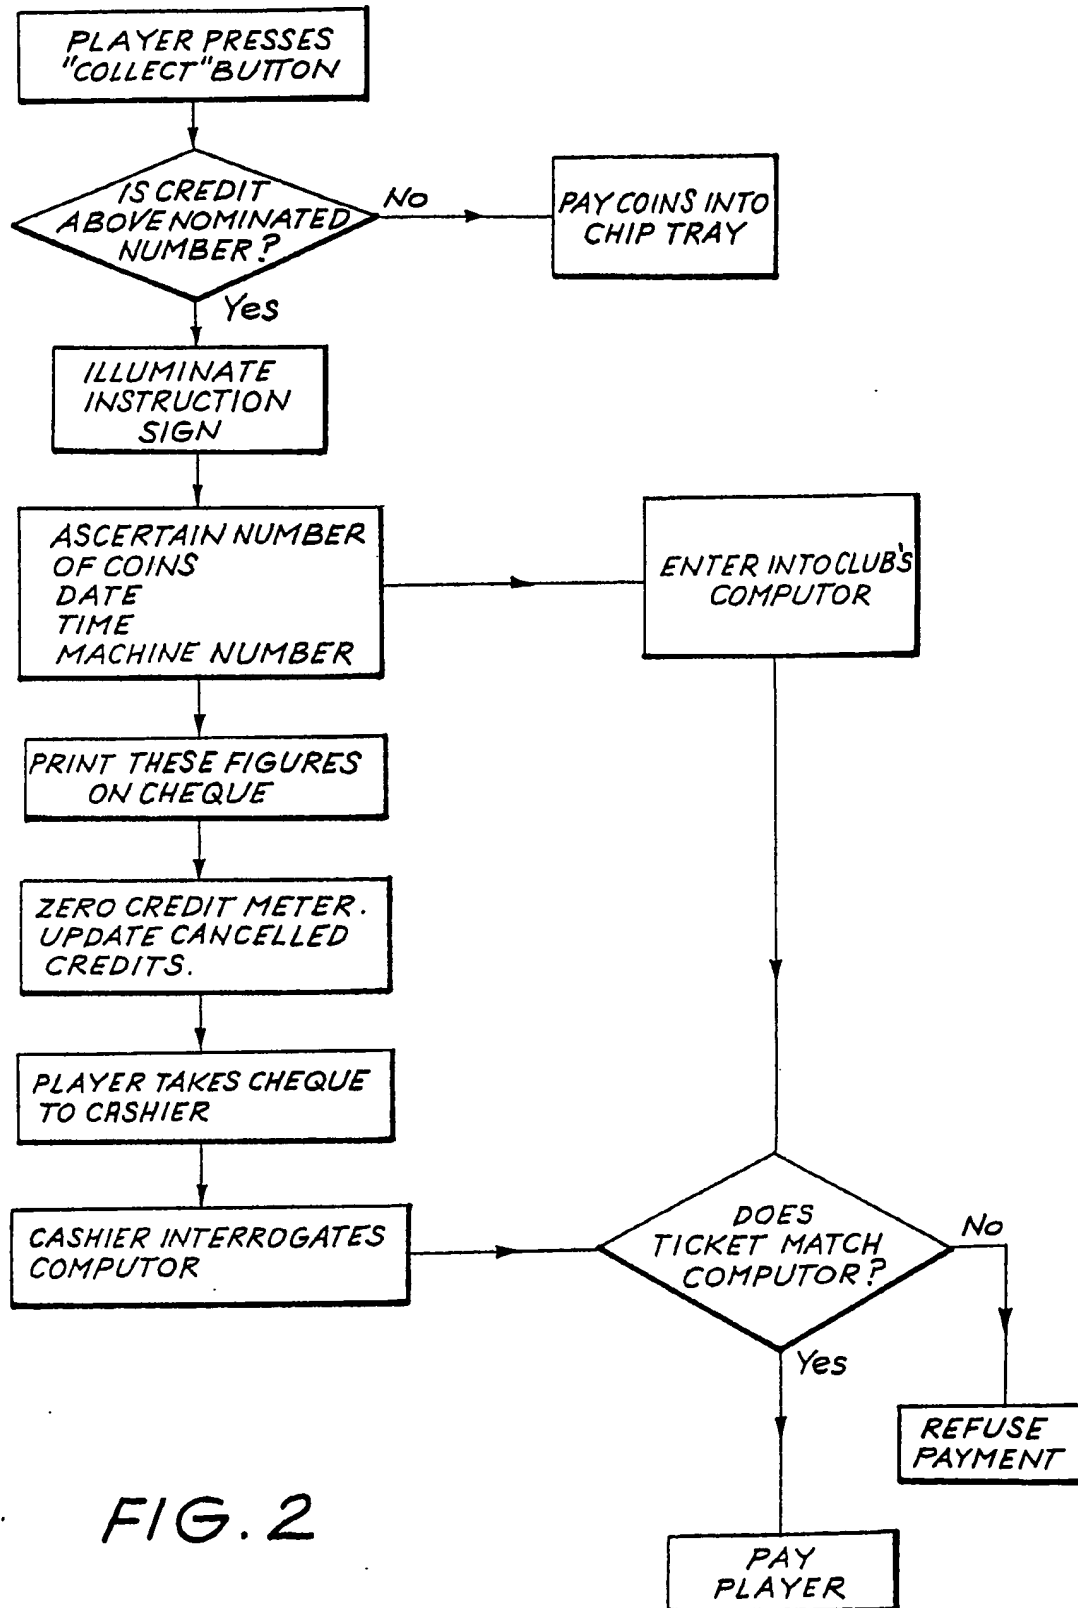 PLAYER PRESSES
"COLLECT" BUTTON
IS CREDIT
ABOVE NOMINATED
NUMBER?
No
PAY COINS INTO
CHIP TRAY
Yes
ILLUMINATE
INSTRUCTION
SIGN
ASCERTAIN NUMBER
OF COINS
DATE
TIME
MACHINE NUMBER
ENTER INTO CLUB'S
COMPUTOR
PRINT THESE FIGURES
ON CHEQUE
ZERO CREDIT METER.
UPDATE CANCELLED
CREDITS.
PLAYER TAKES CHEQUE
TO CASHIER
CASHIER INTERROGATES
COMPUTOR
DOES
TICKET MATCH
COMPUTOR?
No
Yes
REFUSE
PAYMENT
PAY
PLAYER
FIG. 2